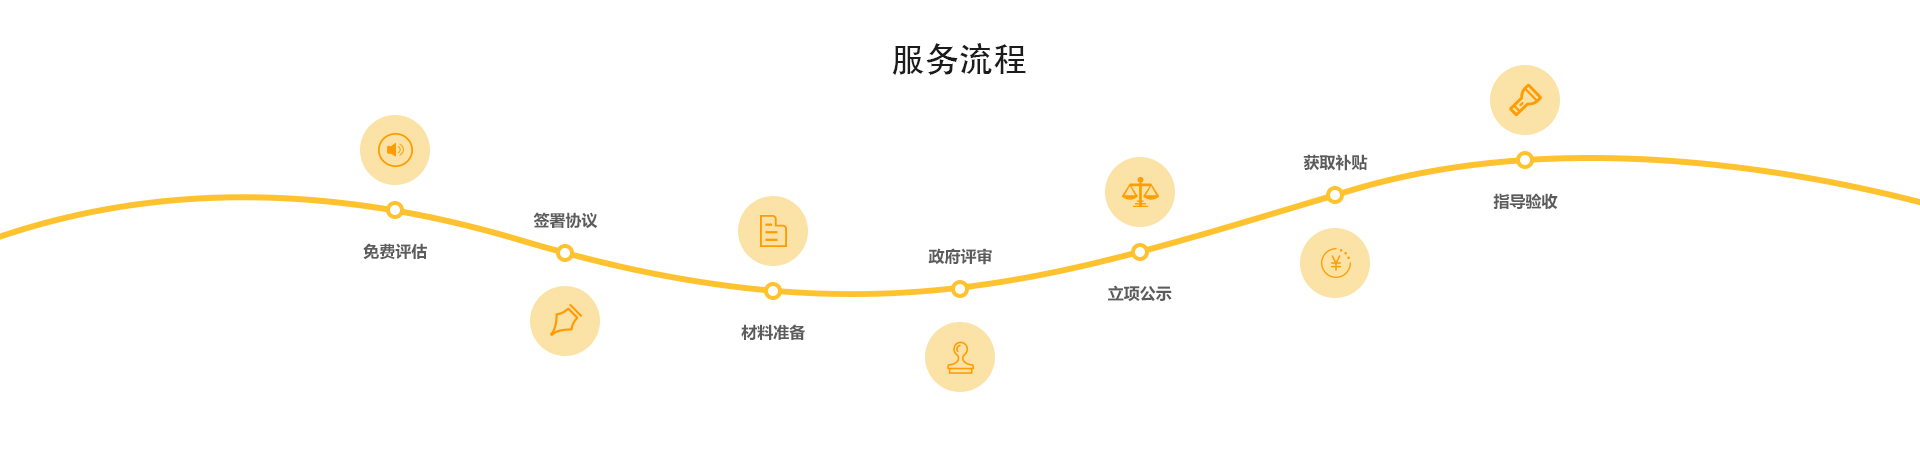 服务流程
免费评估
签署协议
材料准备
政府评审
立项公示
获取补贴
指导验收